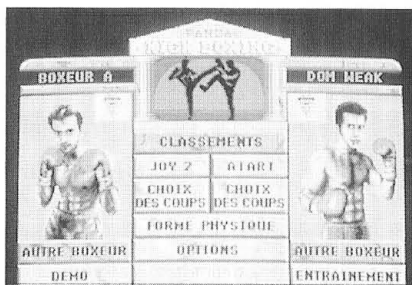 PANZA
KICK BOXING
BOXEUR A
DOM WEAK
CLASSEMENTS
JOY 2
ATARI
CHOIX
DES COUPS
CHOIX
DES COUPS
FORME PHYSIQUE
AUTRE BOXEUR
OPTIONS
AUTRE BOXEUR
DEMO
ENTRAINEMENT